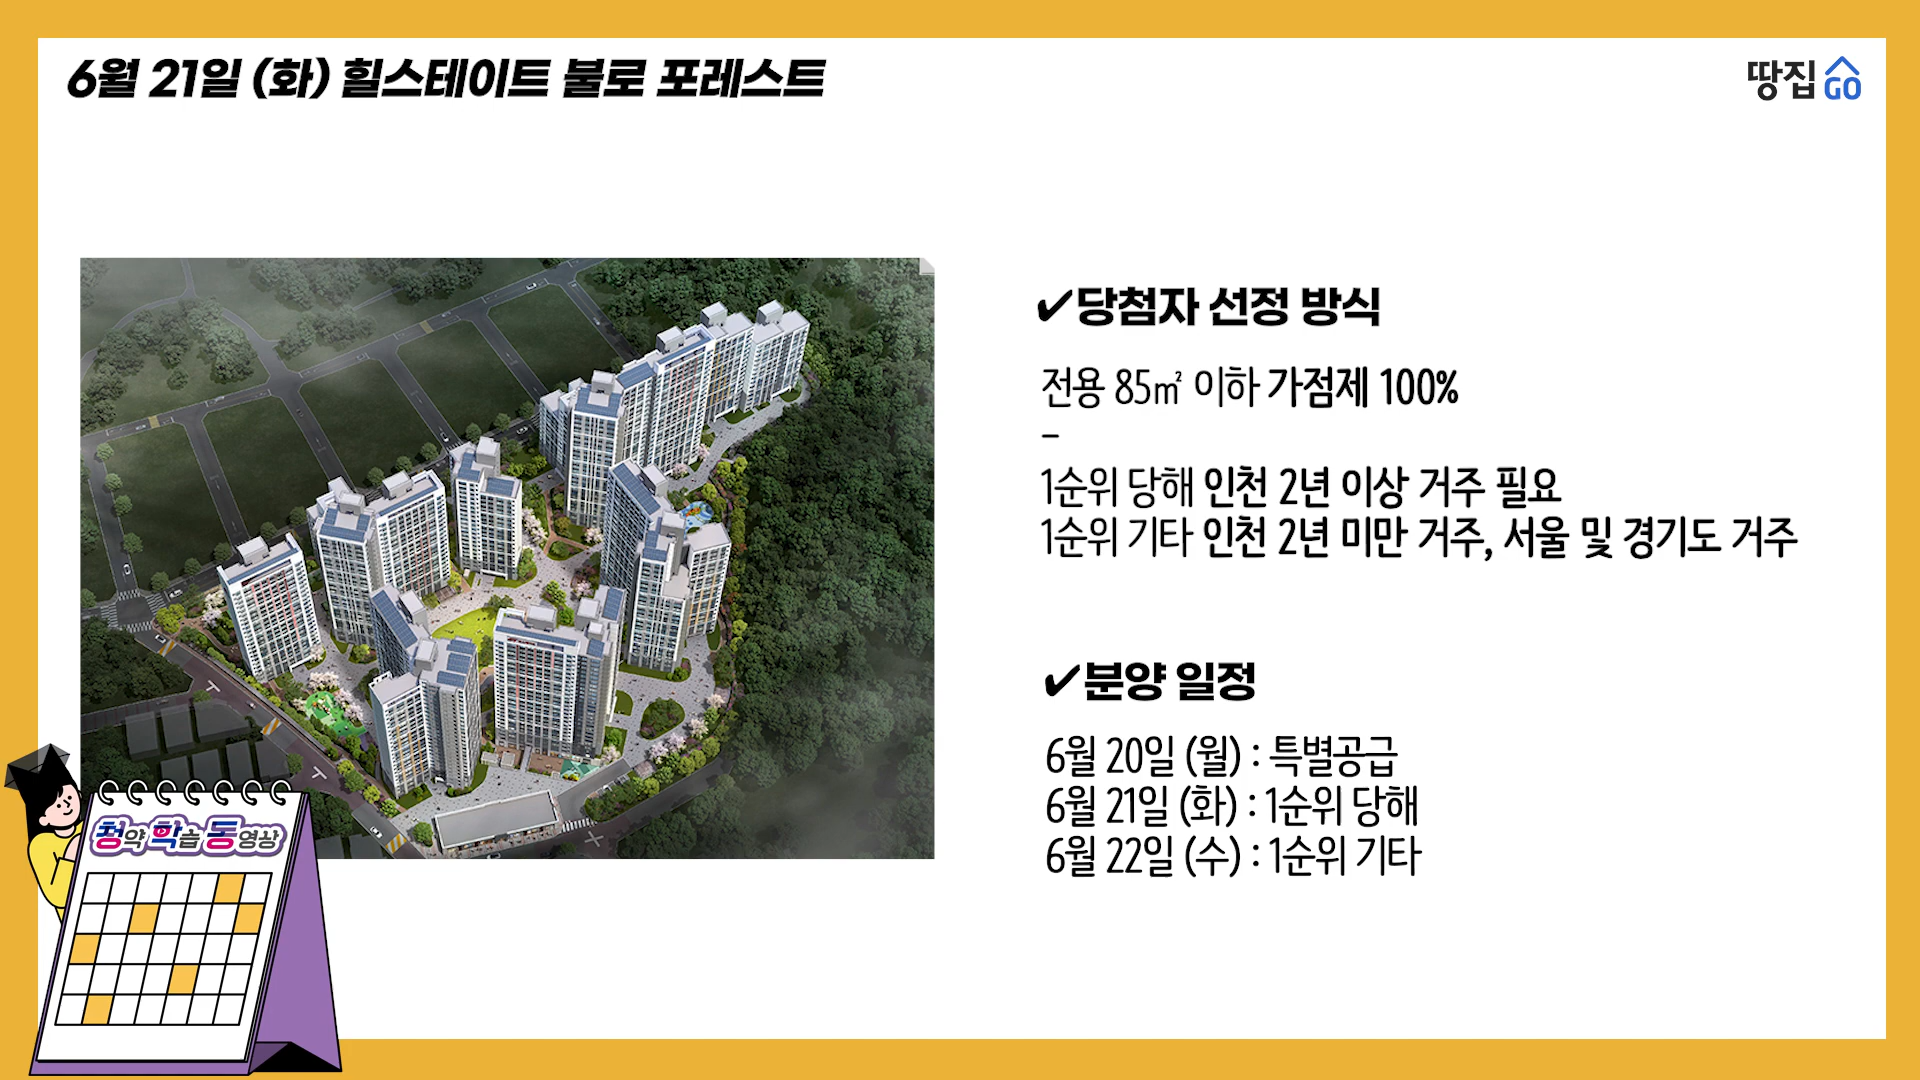 6월 21일 (화) 힐스테이트 불로 포레스트
땅집GO
✔당첨자 선정 방식
전용 85㎡ 이하 가점제 100%
–
1순위 당해 인천 2년 이상 거주 필요
1순위 기타 인천 2년 미만 거주, 서울 및 경기도 거주
✔분양 일정
6월 20일 (월) : 특별공급
6월 21일 (화) : 1순위 당해
6월 22일 (수) : 1순위 기타
청약 학습 동영상